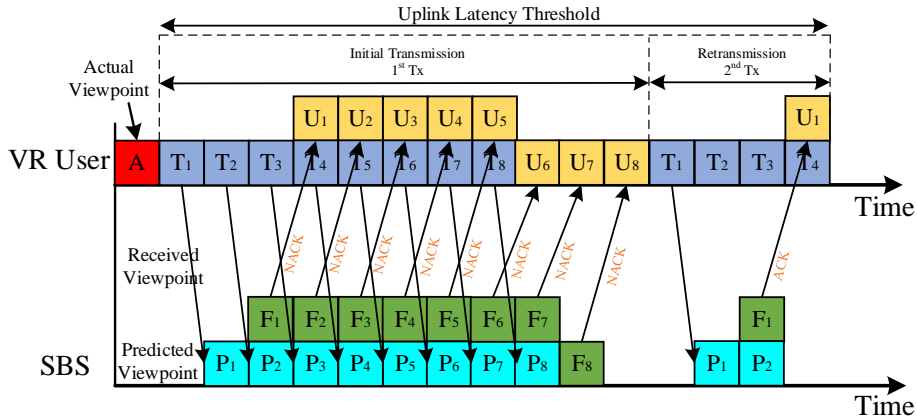 Uplink Latency Threshold
Initial Transmission
1st Tx
Retransmission
2nd Tx
Actual
Viewpoint
U1 U2 U3 U4 U5 U1
VR User A T1 T2 T3 T4 T5 T6 T7 T8 U6 U7 U8 T1 T2 T3 T4
Time
Received
Viewpoint
NACK NACK NACK NACK NACK NACK NACK NACK ACK
F1 F2 F3 F4 F5 F6 F7 F1
SBS
Predicted
Viewpoint
P1 P2 P3 P4 P5 P6 P7 P8 F8 P1 P2
Time